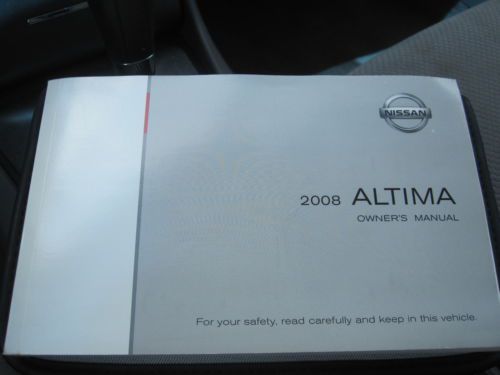 NISSAN
2008 ALTIMA
OWNER'S MANUAL
For your safety, read carefully and keep in this vehicle.